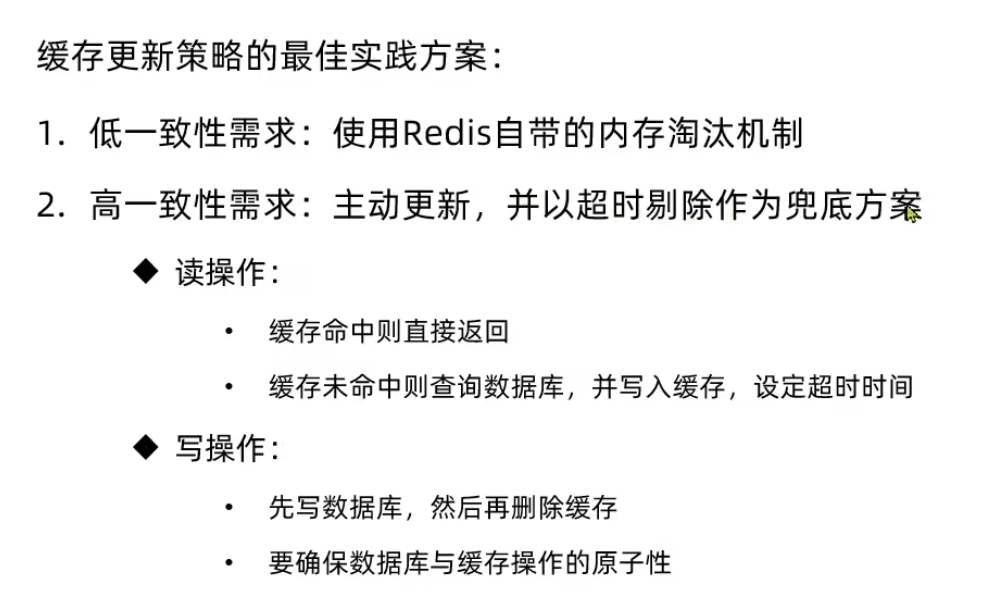 缓存更新策略的最佳实践方案：
1. 低一致性需求：使用Redis自带的内存淘汰机制
2. 高一致性需求：主动更新，并以超时剔除作为兜底方案
◆ 读操作：
• 缓存命中则直接返回
• 缓存未命中则查询数据库，并写入缓存，设定超时时间
◆ 写操作：
• 先写数据库，然后再删除缓存
• 要确保数据库与缓存操作的原子性